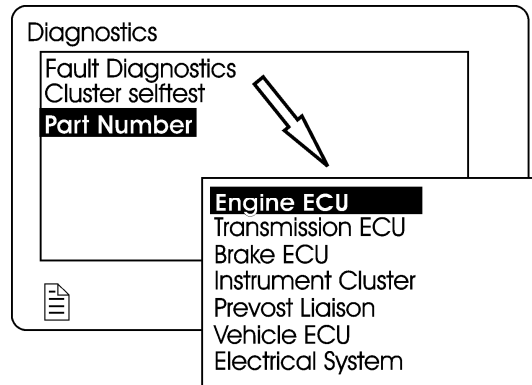 Diagnostics
Fault Diagnostics
Cluster selftest
Part Number
Engine ECU
Transmission ECU
Brake ECU
Instrument Cluster
Prevost Liaison
Vehicle ECU
Electrical System